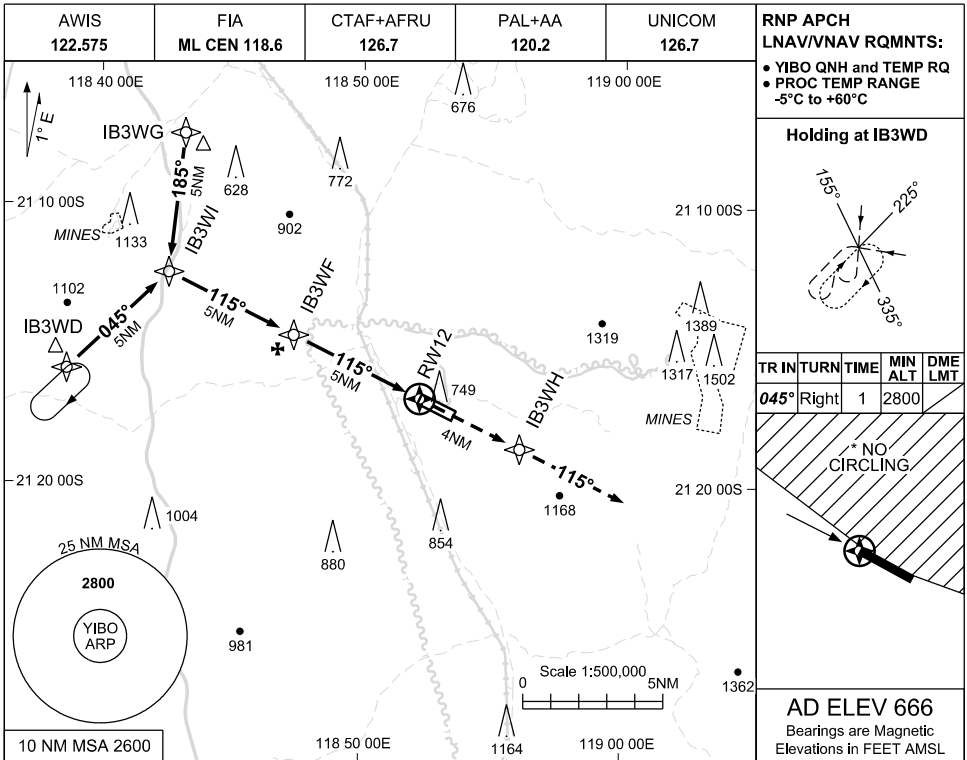 AWIS
122.575
FIA
ML CEN 118.6
CTAF+AFRU
126.7
PAL+AA
120.2
UNICOM
126.7
RNP APCH
LNAV/VNAV RQMNTS:
• YIBO QNH and TEMP RQ
• PROC TEMP RANGE
-5°C to +60°C
118 40 00E
118 50 00E
119 00 00E
1° E
IB3WG
676
185°
5NM
628
772
21 10 00S
21 10 00S
MINES
1133
IB3WI
902
1102
IB3WD
045°
5NM
115°
5NM
IB3WF
115°
5NM
RW12
749
4NM
IB3WH
115°
1319
1389
1317
1502
MINES
21 20 00S
21 20 00S
1168
1004
880
854
25 NM MSA
2800
YIBO
ARP
981
Scale 1:500,000
0
5NM
1362
1164
118 50 00E
119 00 00E
10 NM MSA 2600
Holding at IB3WD
155°
225°
335°
TR IN
TURN
TIME
MIN
ALT
DME
LMT
045°
Right
1
2800
* NO
CIRCLING
AD ELEV 666
Bearings are Magnetic
Elevations in FEET AMSL